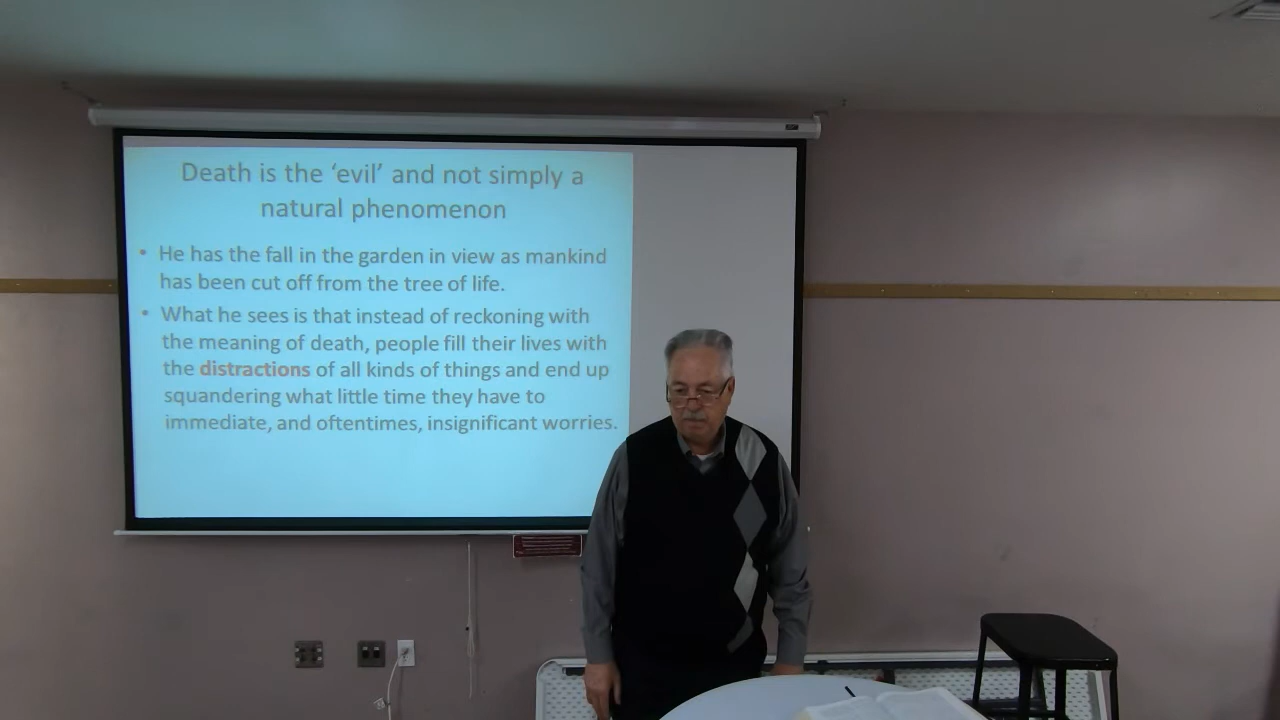 Death is the ‘evil’ and not simply a
natural phenomenon
• He has the fall in the garden in view as mankind
has been cut off from the tree of life.
• What he sees is that instead of reckoning with
the meaning of death, people fill their lives with
the distractions of all kinds of things and end up
squandering what little time they have to
immediate, and oftentimes, insignificant worries.